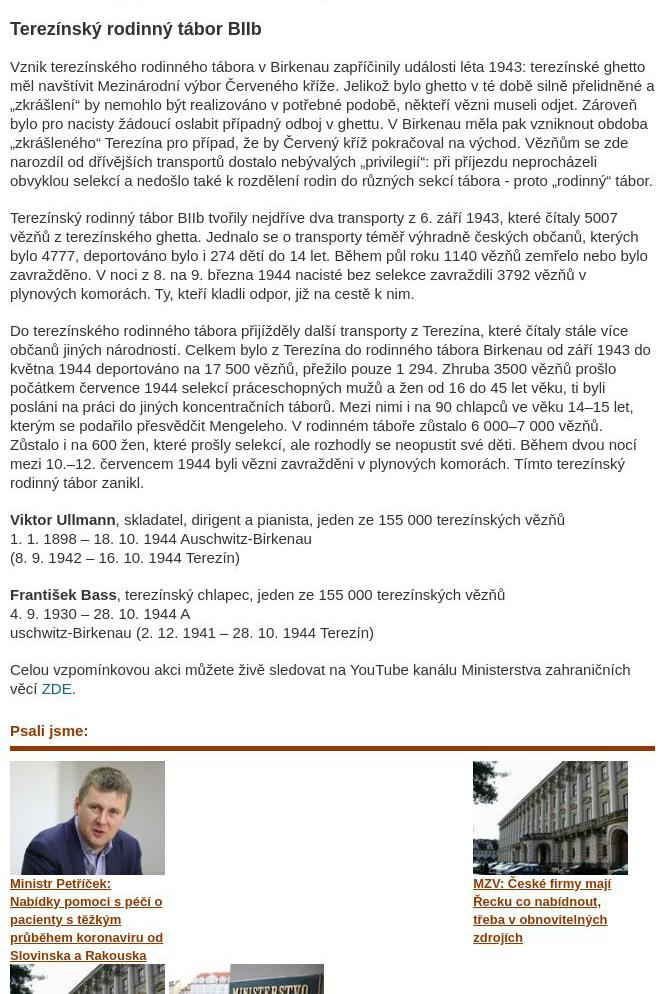 Terezínský rodinný tábor BIIb
Vznik terezínského rodinného tábora v Birkenau zapříčinily události léta 1943: terezínské ghetto
měl navštívit Mezinárodní výbor Červeného kříže. Jelikož bylo ghetto v té době silně přelidněné a
„zkrášlení“ by nemohlo být realizováno v potřebné podobě, někteří vězni museli odjet. Zároveň
bylo pro nacisty žádoucí oslabit případný odboj v ghettu. V Birkenau měla pak vzniknout obdoba
„zkrášleného“ Terezína pro případ, že by Červený kříž pokračoval na východ. Vězňům se zde
narozdíl od dřívějších transportů dostalo nebývalých „privilegií“: při příjezdu neprocházeli
obvyklou selekcí a nedošlo také k rozdělení rodin do různých sekcí tábora - proto „rodinný“ tábor.
Terezínský rodinný tábor BIIb tvořily nejdříve dva transporty z 6. září 1943, které čítaly 5007
vězňů z terezínského ghetta. Jednalo se o transporty téměř výhradně českých občanů, kterých
bylo 4777, deportováno bylo i 274 dětí do 14 let. Během půl roku 1140 vězňů zemřelo nebo bylo
zavražděno. V noci z 8. na 9. března 1944 nacisté bez selekce zavraždili 3792 vězňů v
plynových komorách. Ty, kteří kladli odpor, již na cestě k nim.
Do terezínského rodinného tábora přijížděly další transporty z Terezína, které čítaly stále více
občanů jiných národností. Celkem bylo z Terezína do rodinného tábora Birkenau od září 1943 do
května 1944 deportováno na 17 500 vězňů, přežilo pouze 1 294. Zhruba 3500 vězňů prošlo
počátkem července 1944 selekcí práceschopných mužů a žen od 16 do 45 let věku, ti byli
posláni na práci do jiných koncentračních táborů. Mezi nimi i na 90 chlapců ve věku 14–15 let,
kterým se podařilo přesvědčit Mengeleho. V rodinném táboře zůstalo 6 000–7 000 vězňů.
Zůstalo i na 600 žen, které prošly selekcí, ale rozhodly se neopustit své děti. Během dvou nocí
mezi 10.–12. červencem 1944 byli vězni zavražděni v plynových komorách. Tímto terezínský
rodinný tábor zanikl.
Viktor Ullmann, skladatel, dirigent a pianista, jeden ze 155 000 terezínských vězňů
1. 1. 1898 – 18. 10. 1944 Auschwitz-Birkenau
(8. 9. 1942 – 16. 10. 1944 Terezín)
František Bass, terezínský chlapec, jeden ze 155 000 terezínských vězňů
4. 9. 1930 – 28. 10. 1944 A
uschwitz-Birkenau (2. 12. 1941 – 28. 10. 1944 Terezín)
Celou vzpomínkovou akci můžete živě sledovat na YouTube kanálu Ministerstva zahraničních
věcí ZDE.
Psali jsme:
Ministr Petříček:
Nabídky pomoci s péčí o
pacienty s těžkým
průběhem koronaviru od
Slovinska a Rakouska
MZV: České firmy mají
Řecku co nabídnout,
třeba v obnovitelných
zdrojích
MINISTERSTVO